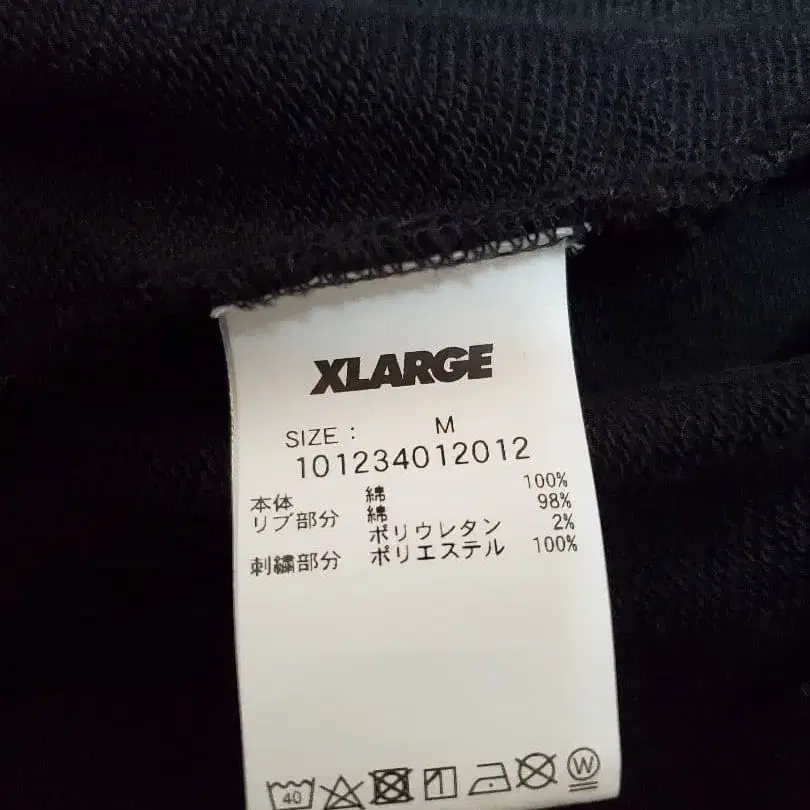 XLARGE
SIZE : M
101234012012
本体 綿 100%
リブ部分 綿 98%
ポリウレタン 2%
刺繍部分 ポリエステル 100%
40 W